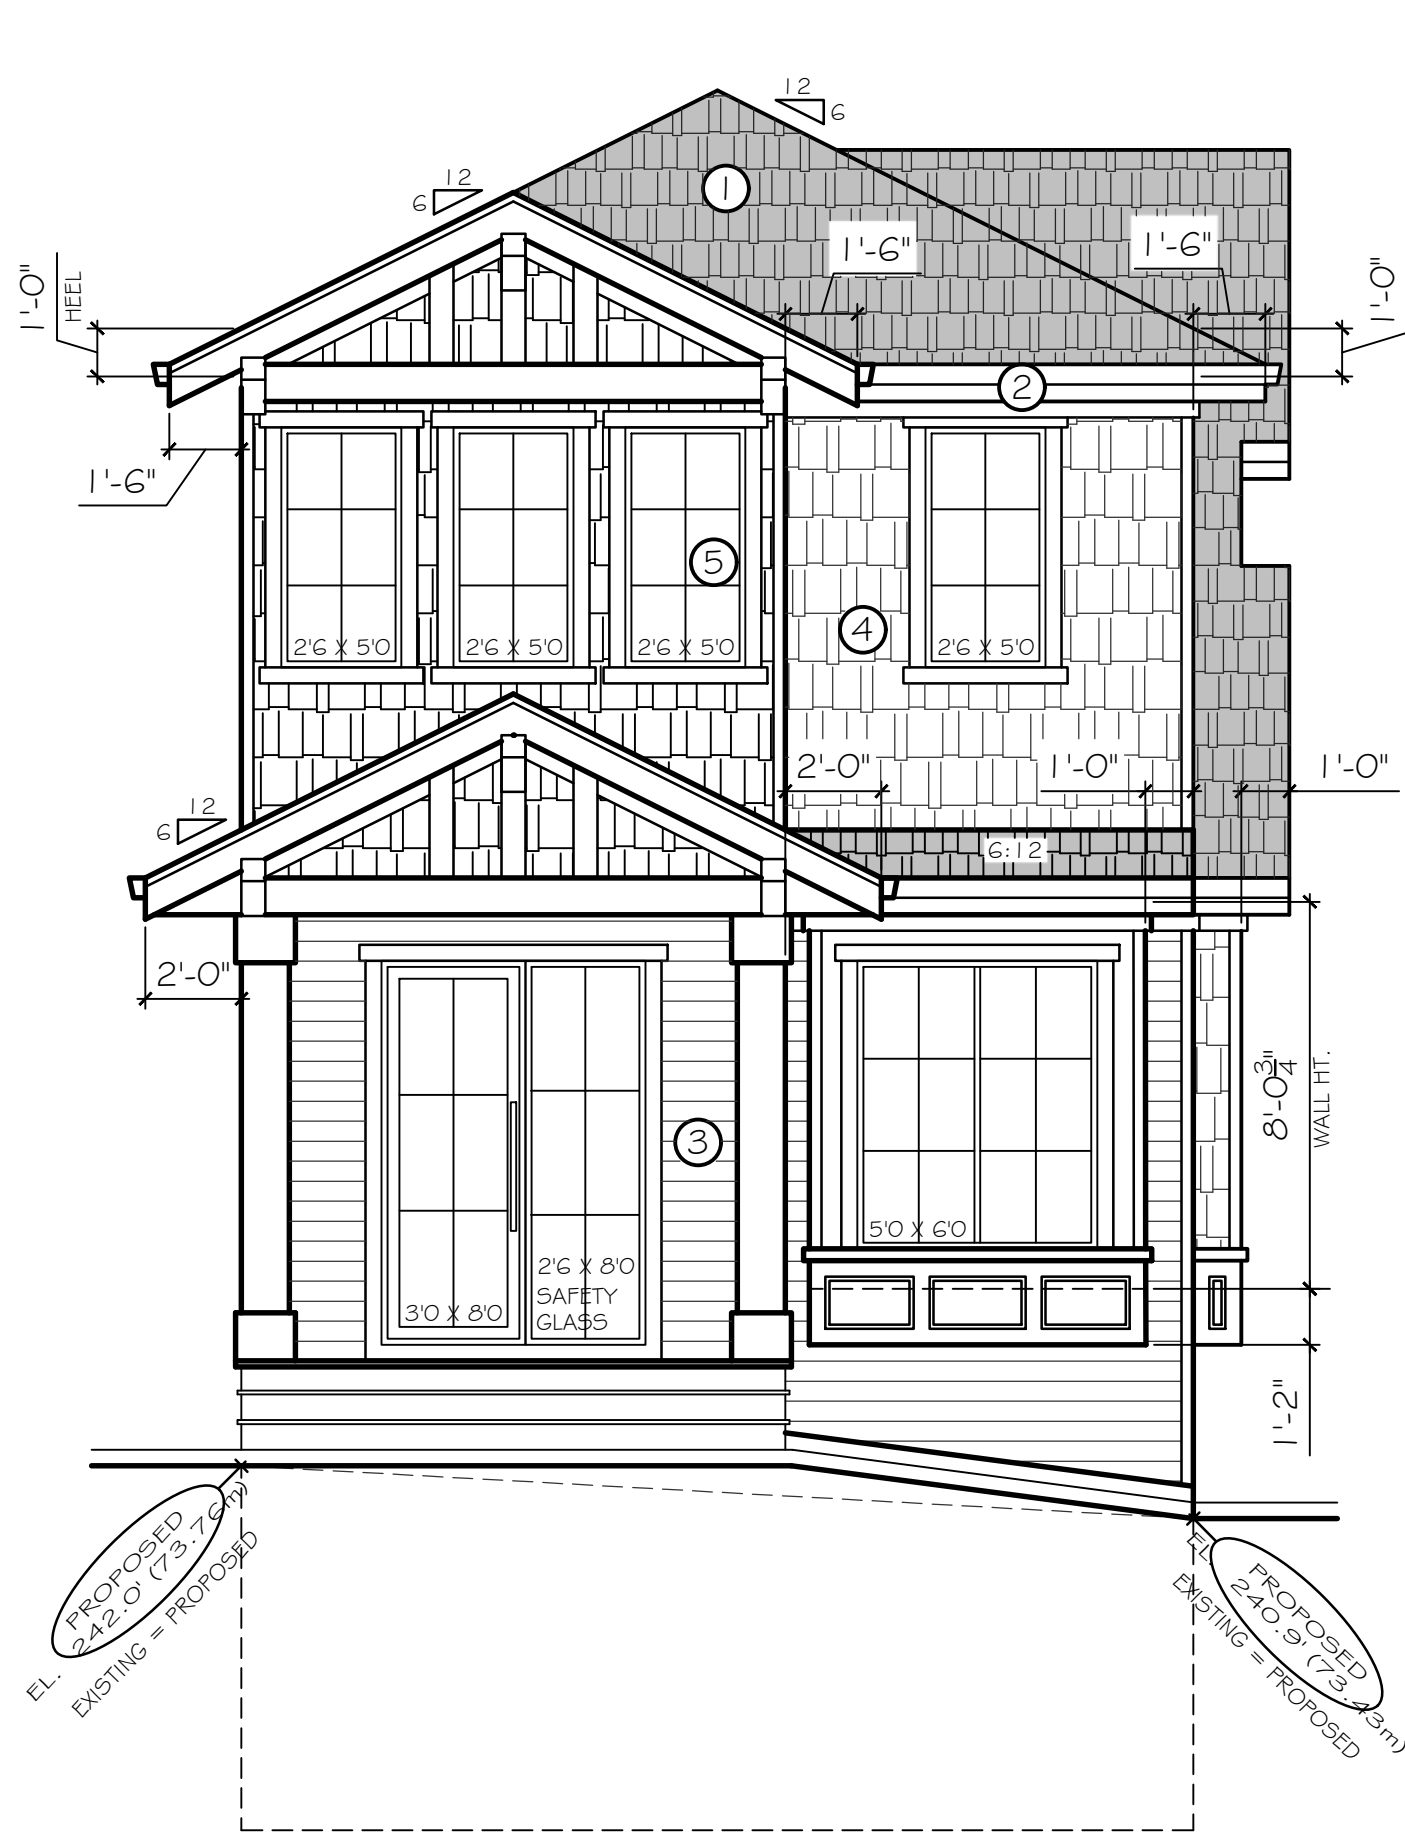 12
6
12
6
1
1'-6"
1'-6"
1'-0"
HEEL
1'-0"
2
1'-6"
5
4
2'6 X 5'0
2'6 X 5'0
2'6 X 5'0
2'6 X 5'0
2'-0"
1'-0"
1'-0"
12
6
6:12
2'-0"
3
8'-0 3/4"
WALL HT.
5'0 X 6'0
3'0 X 8'0
2'6 X 8'0
SAFETY
GLASS
1'-2"
PROPOSED
EL. 242.0' (73.76m)
EXISTING = PROPOSED
PROPOSED
EL. 240.9' (73.43m)
EXISTING = PROPOSED